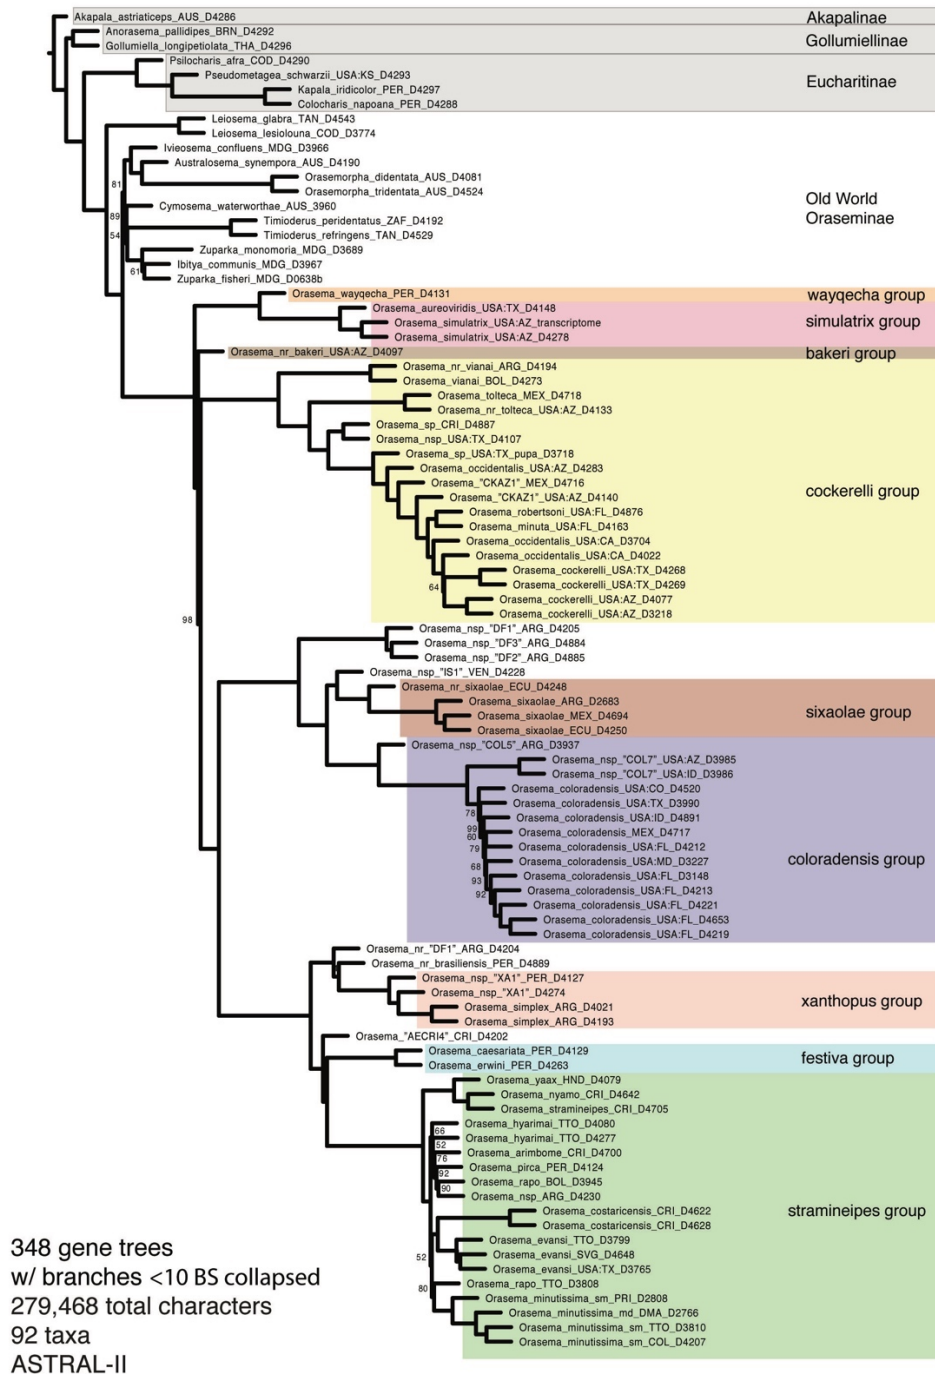 Akapala_astriaticeps_AUS_D4286
Akapalinae
Anorasema_pallidipes_BRN_D4292
Gollumiella_longipetiolata_THA_D4296
Gollumiellinae
Psilocharis_afra_COD_D4290
Pseudometagea_schwarzii_USA:KS_D4293
Kapala_iridicolor_PER_D4297
Colocharis_napoana_PER_D4288
Eucharitinae
Leiosema_glabra_TAN_D4543
Leiosema_lesiolouna_COD_D3774
Ivieosema_confluens_MDG_D3966
Australosema_synempora_AUS_D4190
Orasemorpha_didentata_AUS_D4081
81
Orasemorpha_tridentata_AUS_D4524
Cymosema_waterworthae_AUS_3960
89
Timioderus_peridentatus_ZAF_D4192
54
Timioderus_refringens_TAN_D4529
Old World
Oraseminae
Zuparka_monomoria_MDG_D3689
Ibitya_communis_MDG_D3967
61
Zuparka_fisheri_MDG_D0638b
Orasema_wayqecha_PER_D4131
wayqecha group
Orasema_aureoviridis_USA:TX_D4148
Orasema_simulatrix_USA:AZ_transcriptome
Orasema_simulatrix_USA:AZ_D4278
simulatrix group
Orasema_nr_bakeri_USA:AZ_D4097
bakeri group
Orasema_nr_vianai_ARG_D4194
Orasema_vianai_BOL_D4273
Orasema_tolteca_MEX_D4718
Orasema_nr_tolteca_USA:AZ_D4133
Orasema_sp_CRI_D4887
Orasema_nsp_USA:TX_D4107
Orasema_sp_USA:TX_pupa_D3718
Orasema_occidentalis_USA:AZ_D4283
Orasema_"CKAZ1"_MEX_D4716
Orasema_"CKAZ1"_USA:AZ_D4140
cockerelli group
Orasema_robertsoni_USA:FL_D4876
Orasema_minuta_USA:FL_D4163
Orasema_occidentalis_USA:CA_D3704
Orasema_occidentalis_USA:CA_D4022
Orasema_cockerelli_USA:TX_D4268
64
Orasema_cockerelli_USA:TX_D4269
Orasema_cockerelli_USA:AZ_D4077
Orasema_cockerelli_USA:AZ_D3218
98
Orasema_nsp_"DF1"_ARG_D4205
Orasema_nsp_"DF3"_ARG_D4884
Orasema_nsp_"DF2"_ARG_D4885
Orasema_nsp_"IS1"_VEN_D4228
Orasema_nr_sixaolae_ECU_D4248
Orasema_sixaolae_ARG_D2683
Orasema_sixaolae_MEX_D4694
Orasema_sixaolae_ECU_D4250
sixaolae group
Orasema_nsp_"COL5"_ARG_D3937
Orasema_nsp_"COL7"_USA:AZ_D3985
Orasema_nsp_"COL7"_USA:ID_D3986
Orasema_coloradensis_USA:CO_D4520
Orasema_coloradensis_USA:TX_D3990
78
Orasema_coloradensis_USA:ID_D4891
99
Orasema_coloradensis_MEX_D4717
60
Orasema_coloradensis_USA:FL_D4212
79
Orasema_coloradensis_USA:MD_D3227
68
coloradensis group
Orasema_coloradensis_USA:FL_D3148
93
Orasema_coloradensis_USA:FL_D4213
92
Orasema_coloradensis_USA:FL_D4221
Orasema_coloradensis_USA:FL_D4653
Orasema_coloradensis_USA:FL_D4219
Orasema_nr_"DF1"_ARG_D4204
Orasema_nr_brasiliensis_PER_D4889
Orasema_nsp_"XA1"_PER_D4127
Orasema_nsp_"XA1"_D4274
Orasema_simplex_ARG_D4021
Orasema_simplex_ARG_D4193
xanthopus group
Orasema_"AECRI4"_CRI_D4202
Orasema_caesariata_PER_D4129
Orasema_erwini_PER_D4263
festiva group
Orasema_yaax_HND_D4079
Orasema_nyamo_CRI_D4642
Orasema_stramineipes_CRI_D4705
Orasema_hyarimai_TTO_D4080
66
Orasema_hyarimai_TTO_D4277
52
Orasema_arimbome_CRI_D4700
76
Orasema_pirca_PER_D4124
92
Orasema_rapo_BOL_D3945
90
Orasema_nsp_ARG_D4230
Orasema_costaricensis_CRI_D4622
stramineipes group
Orasema_costaricensis_CRI_D4628
Orasema_evansi_TTO_D3799
52
Orasema_evansi_SVG_D4648
Orasema_evansi_USA:TX_D3765
80
Orasema_rapo_TTO_D3808
Orasema_minutissima_sm_PRI_D2808
Orasema_minutissima_md_DMA_D2766
Orasema_minutissima_sm_TTO_D3810
Orasema_minutissima_sm_COL_D4207
348 gene trees
w/ branches <10 BS collapsed
279,468 total characters
92 taxa
ASTRAL-II